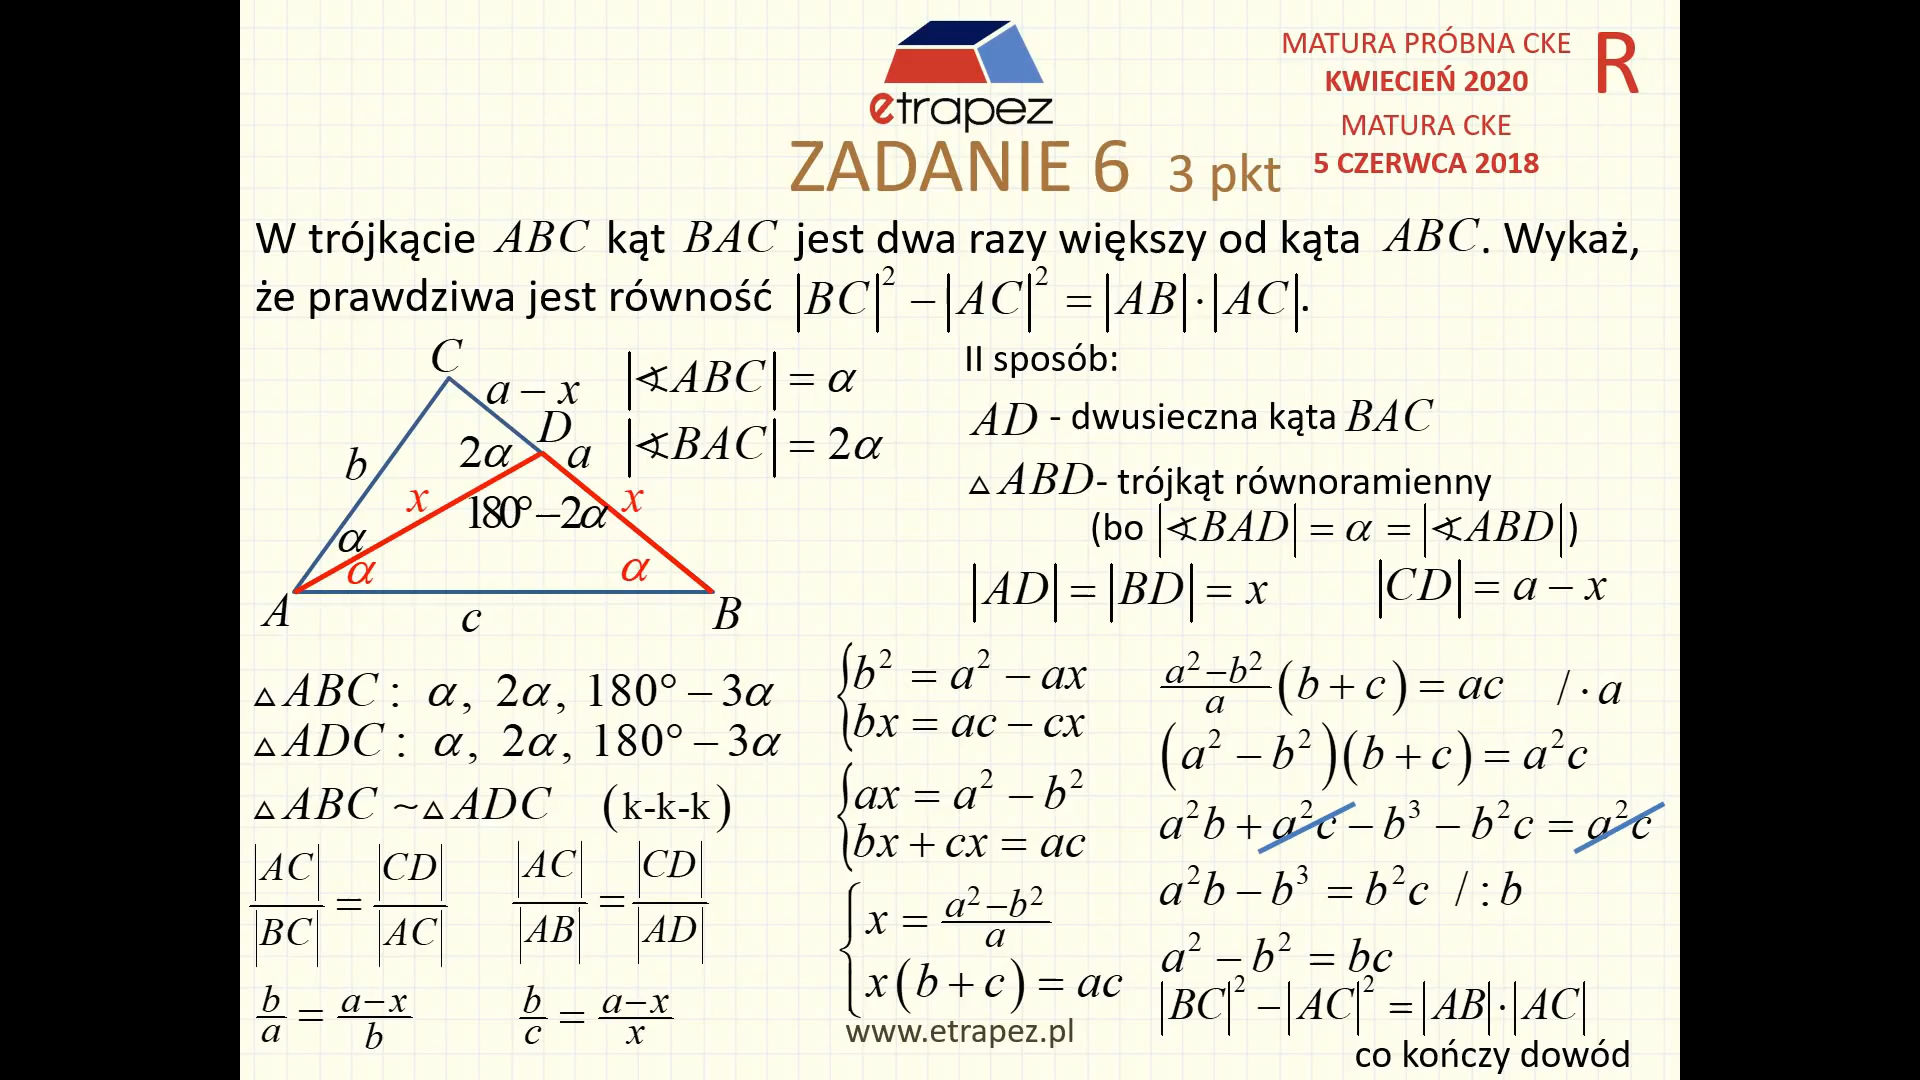 etrapez
MATURA PRÓBNA CKE
KWIECIEŃ 2020
R
MATURA CKE
5 CZERWCA 2018
ZADANIE 6 3 pkt
W trójkącie ABC kąt BAC jest dwa razy większy od kąta ABC. Wykaż,
że prawdziwa jest równość |BC|² − |AC|² = |AB|·|AC|.
C
a − x
D
b
2α
a
x
180° − 2α
x
α
α
α
A
c
B
|∢ABC| = α
|∢BAC| = 2α
II sposób:
AD - dwusieczna kąta BAC
△ABD - trójkąt równoramienny
(bo |∢BAD| = α = |∢ABD|)
|AD| = |BD| = x |CD| = a − x
△ABC : α, 2α, 180° − 3α
△ADC : α, 2α, 180° − 3α
△ABC ~ △ADC (k-k-k)
|AC|/|BC| = |CD|/|AC| |AC|/|AB| = |CD|/|AD|
b/a = (a−x)/b b/c = (a−x)/x
{b² = a² − ax
bx = ac − cx
{ax = a² − b²
bx + cx = ac
{x = (a²−b²)/a
x(b + c) = ac
(a²−b²)/a (b + c) = ac / · a
(a² − b²)(b + c) = a²c
a²b + a²c − b³ − b²c = a²c
a²b − b³ = b²c / : b
a² − b² = bc
|BC|² − |AC|² = |AB|·|AC|
co kończy dowód
www.etrapez.pl